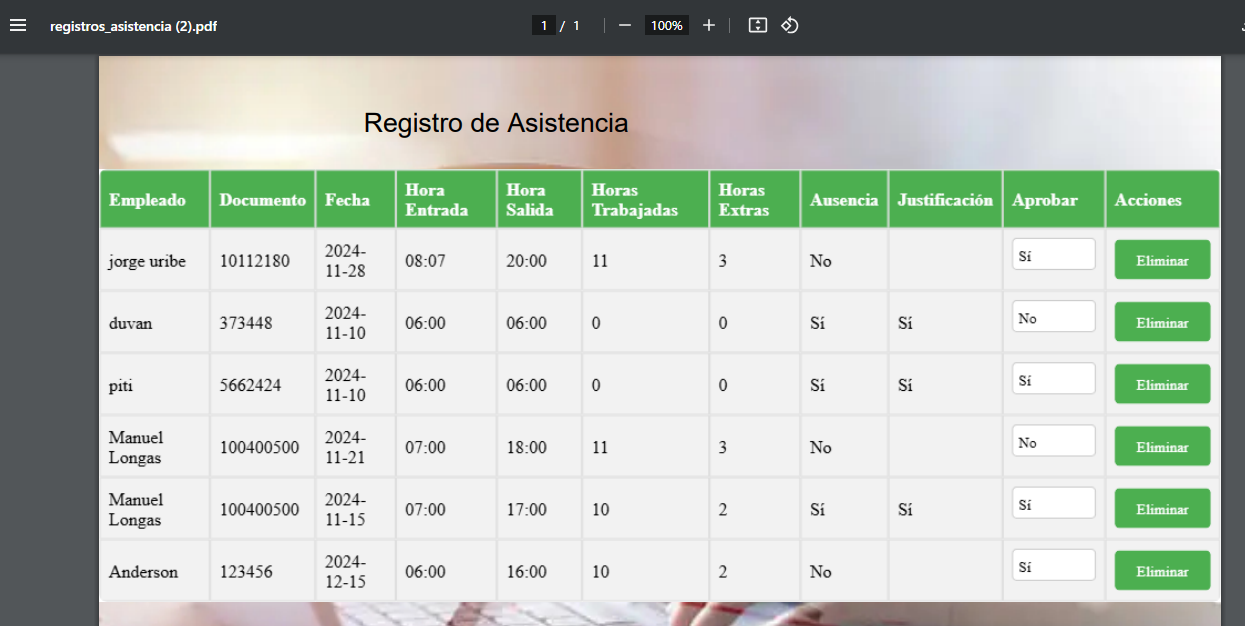 registros_asistencia (2).pdf
1 / 1
100%
Registro de Asistencia
Empleado Documento Fecha Hora Entrada Hora Salida Horas Trabajadas Horas Extras Ausencia Justificación Aprobar Acciones
jorge uribe 10112180 2024-11-28 08:07 20:00 11 3 No Sí Eliminar
duvan 373448 2024-11-10 06:00 06:00 0 0 Sí Sí No Eliminar
piti 5662424 2024-11-10 06:00 06:00 0 0 Sí Sí Sí Eliminar
Manuel Longas 100400500 2024-11-21 07:00 18:00 11 3 No No Eliminar
Manuel Longas 100400500 2024-11-15 07:00 17:00 10 2 Sí Sí Sí Eliminar
Anderson 123456 2024-12-15 06:00 16:00 10 2 No Sí Eliminar